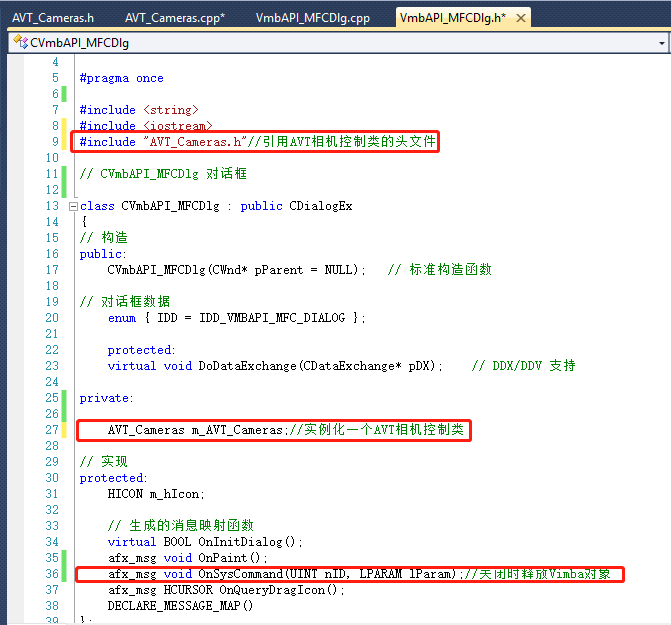 AVT_Cameras.h AVT_Cameras.cpp* VmbAPI_MFCDlg.cpp VmbAPI_MFCDlg.h*
CVmbAPI_MFCDlg
4
5 #pragma once
6
7 #include <string>
8 #include <iostream>
9 #include "AVT_Cameras.h"//引用AVT相机控制类的头文件
10
11 // CVmbAPI_MFCDlg 对话框
12
13 class CVmbAPI_MFCDlg : public CDialogEx
14 {
15 // 构造
16 public:
17 CVmbAPI_MFCDlg(CWnd* pParent = NULL); // 标准构造函数
18
19 // 对话框数据
20 enum { IDD = IDD_VMBAPI_MFC_DIALOG };
21
22 protected:
23 virtual void DoDataExchange(CDataExchange* pDX); // DDX/DDV 支持
24
25 private:
26
27 AVT_Cameras m_AVT_Cameras;//实例化一个AVT相机控制类
28
29 // 实现
30 protected:
31 HICON m_hIcon;
32
33 // 生成的消息映射函数
34 virtual BOOL OnInitDialog();
35 afx_msg void OnPaint();
36 afx_msg void OnSysCommand(UINT nID, LPARAM lParam);//关闭时释放Vimba对象
37 afx_msg HCURSOR OnQueryDragIcon();
38 DECLARE_MESSAGE_MAP()
39 };